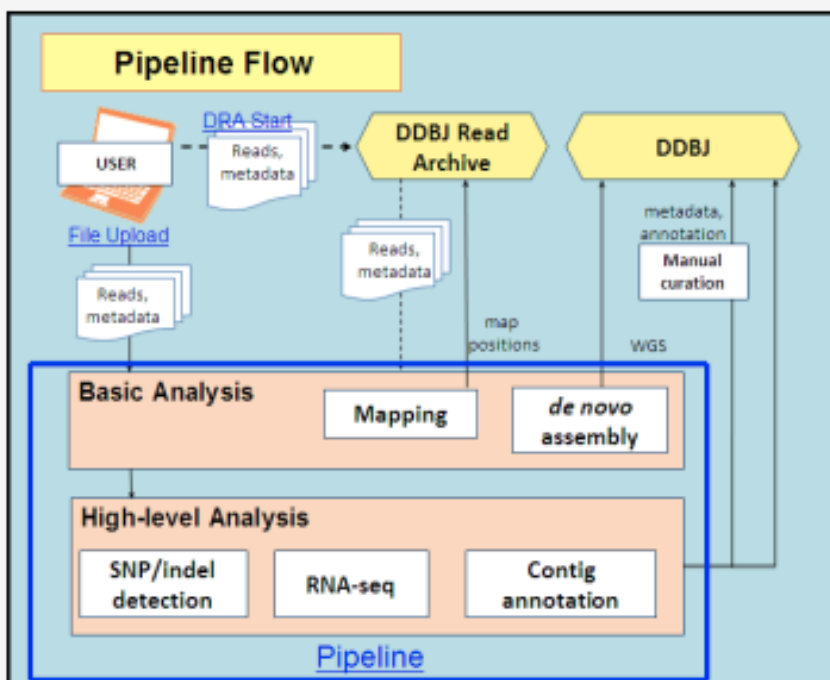 Pipeline Flow
DRA Start
USER
Reads,
metadata
DDBJ Read
Archive
DDBJ
File Upload
Reads,
metadata
Reads,
metadata
metadata,
annotation
Manual
curation
map
positions
WGS
Basic Analysis
Mapping
de novo
assembly
High-level Analysis
SNP/indel
detection
RNA-seq
Contig
annotation
Pipeline